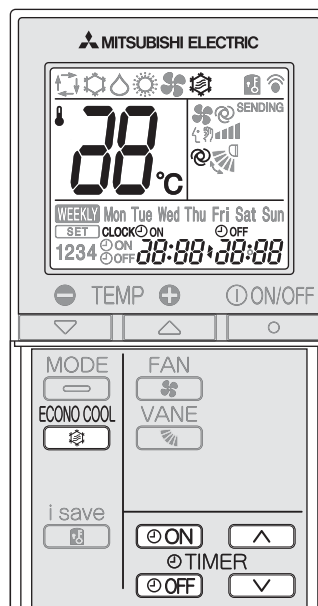 MITSUBISHI ELECTRIC
SENDING
88°C
WEEKLY Mon Tue Wed Thu Fri Sat Sun
SET CLOCK ON OFF
1234 ON OFF 88:88 88:88
TEMP ON/OFF
MODE FAN
ECONO COOL VANE
i save
ON
TIMER
OFF